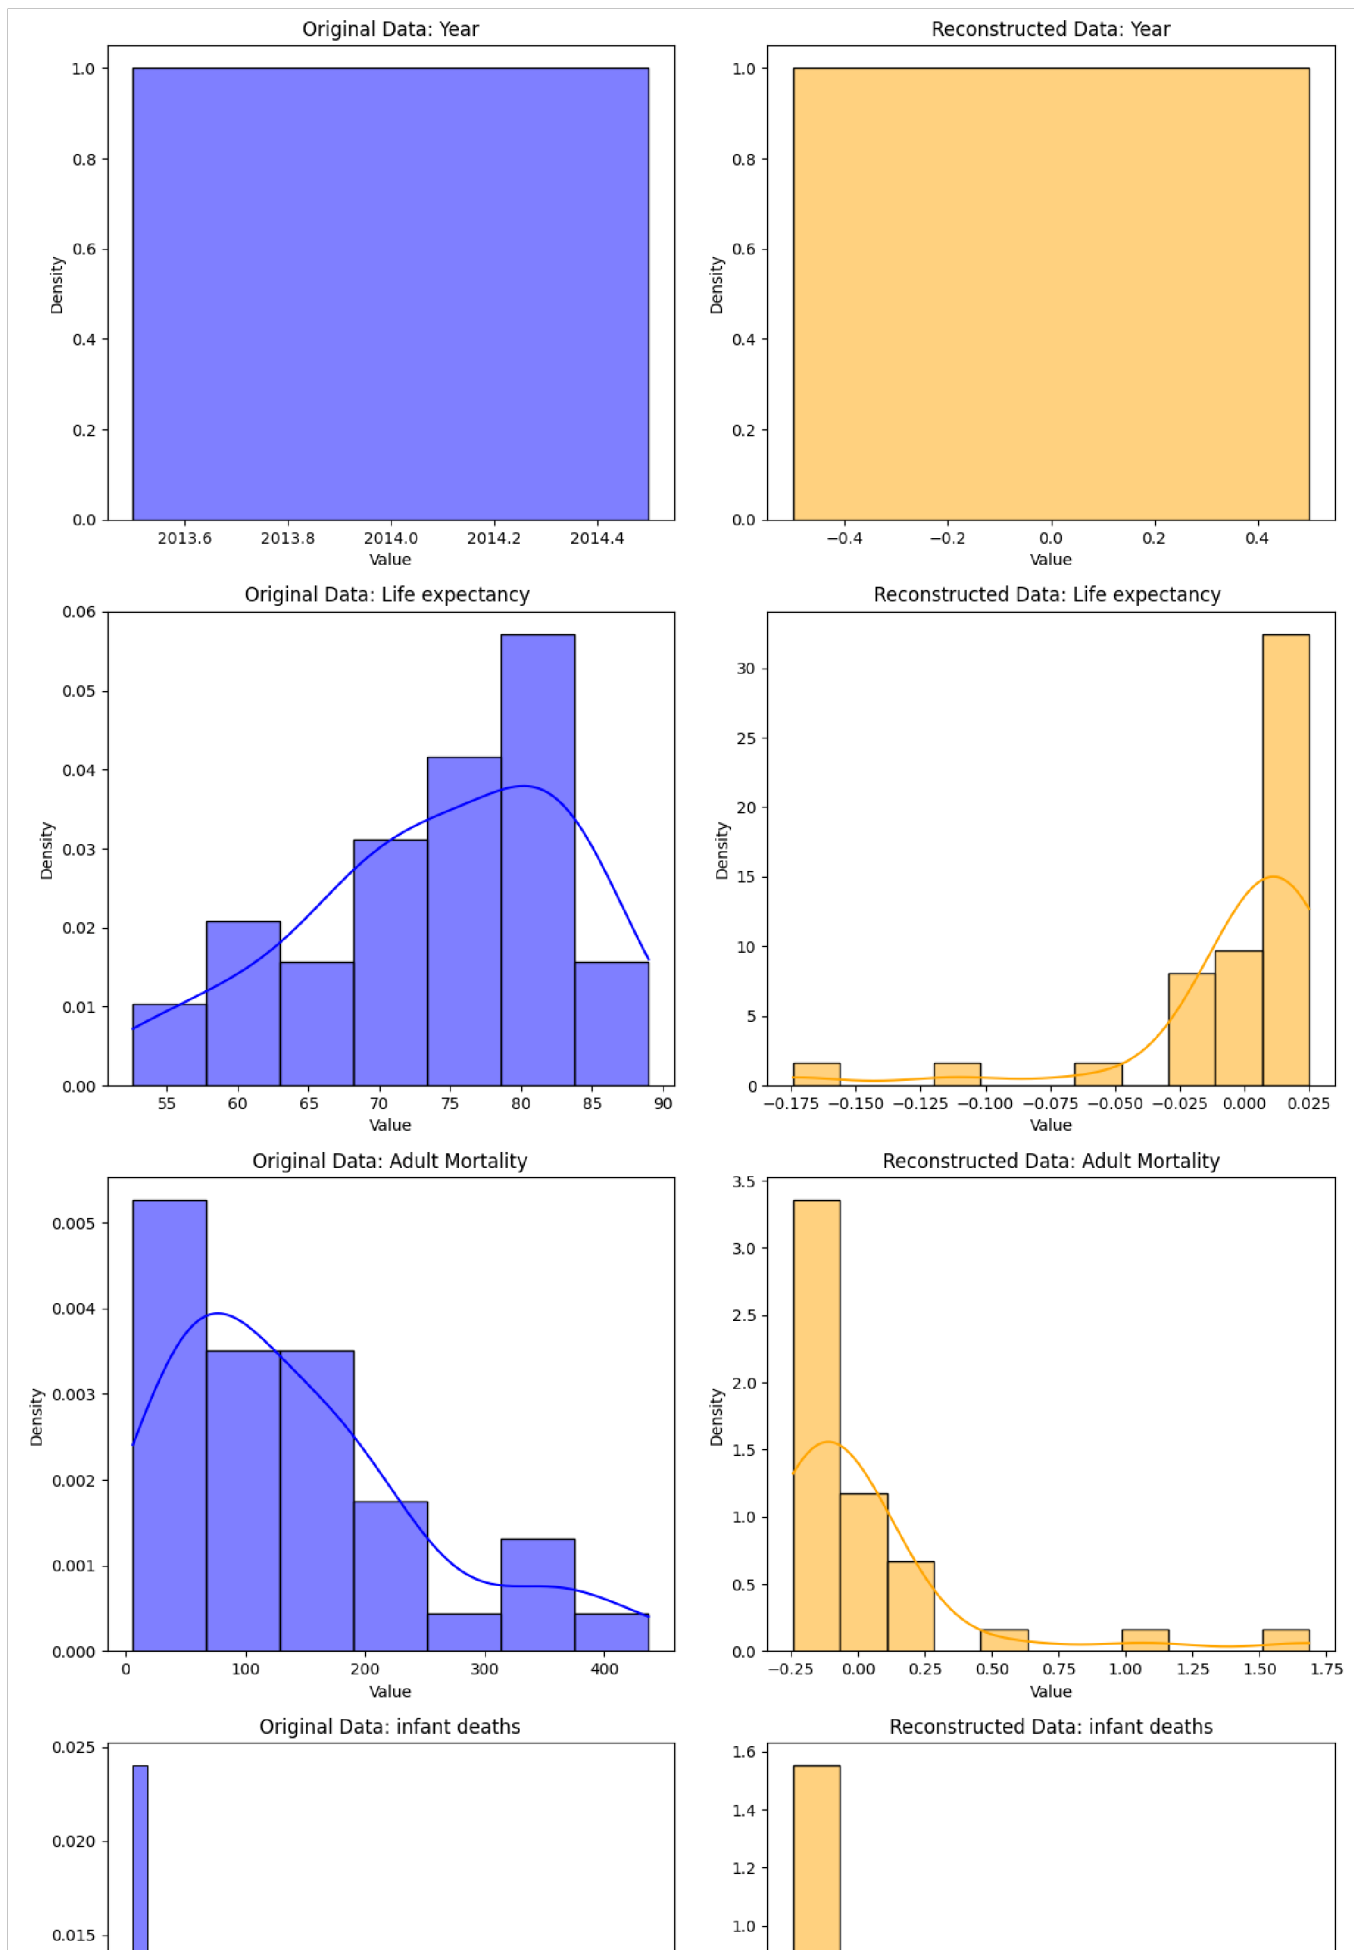 Original Data: Year
1.0
0.8
0.6
0.4
0.2
0.0
Density
2013.6 2013.8 2014.0 2014.2 2014.4
Value
Reconstructed Data: Year
1.0
0.8
0.6
0.4
0.2
0.0
Density
−0.4 −0.2 0.0 0.2 0.4
Value
Original Data: Life expectancy
0.06
0.05
0.04
0.03
0.02
0.01
0.00
Density
55 60 65 70 75 80 85 90
Value
Reconstructed Data: Life expectancy
30
25
20
15
10
5
0
Density
−0.175 −0.150 −0.125 −0.100 −0.075 −0.050 −0.025 0.000 0.025
Value
Original Data: Adult Mortality
0.005
0.004
0.003
0.002
0.001
0.000
Density
0 100 200 300 400
Value
Reconstructed Data: Adult Mortality
3.5
3.0
2.5
2.0
1.5
1.0
0.5
0.0
Density
−0.25 0.00 0.25 0.50 0.75 1.00 1.25 1.50 1.75
Value
Original Data: infant deaths
0.025
0.020
0.015
Reconstructed Data: infant deaths
1.6
1.4
1.2
1.0